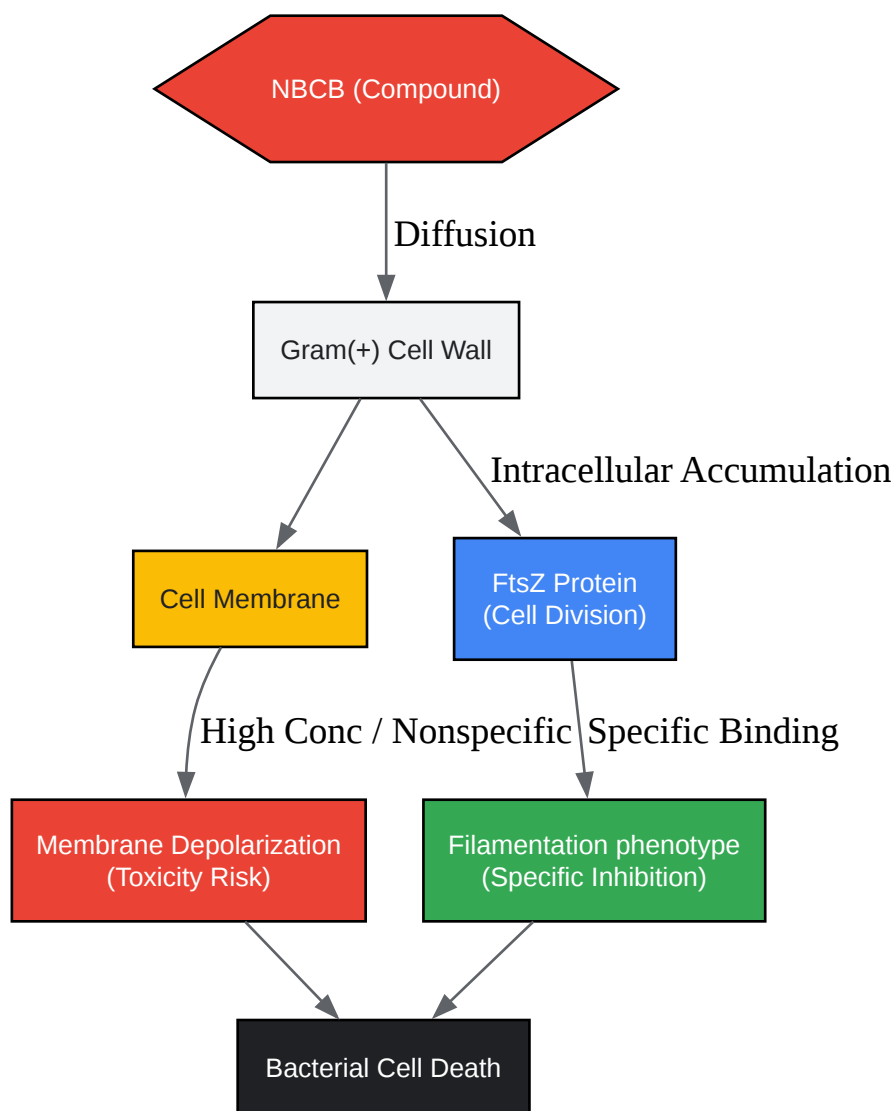 NBCB (Compound)
Diffusion
Gram(+) Cell Wall
Intracellular Accumulation
Cell Membrane
FtsZ Protein
(Cell Division)
High Conc / Nonspecific
Specific Binding
Membrane Depolarization
(Toxicity Risk)
Filamentation phenotype
(Specific Inhibition)
Bacterial Cell Death